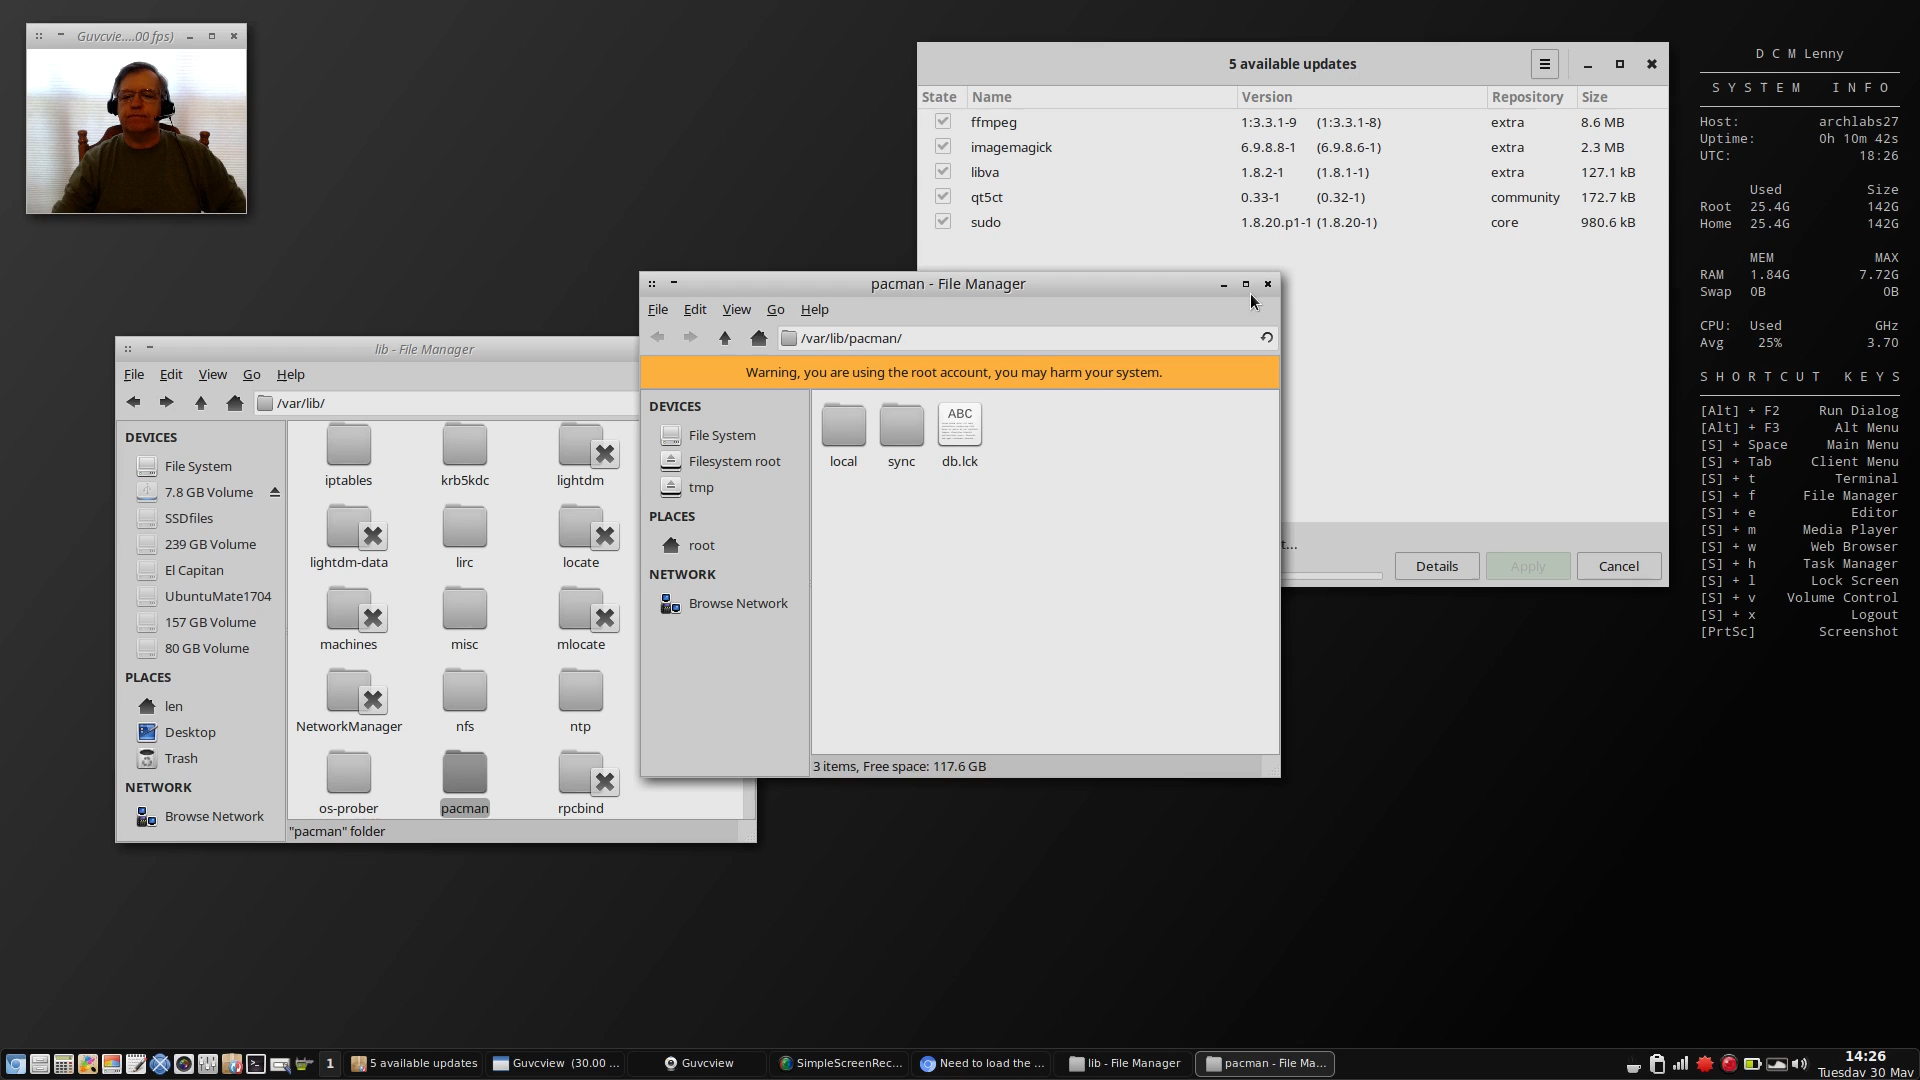 Guvcvie....00 fps)
5 available updates
State Name Version Repository Size
ffmpeg 1:3.3.1-9 (1:3.3.1-8) extra 8.6 MB
imagemagick 6.9.8.8-1 (6.9.8.6-1) extra 2.3 MB
libva 1.8.2-1 (1.8.1-1) extra 127.1 kB
qt5ct 0.33-1 (0.32-1) community 172.7 kB
sudo 1.8.20.p1-1 (1.8.20-1) core 980.6 kB
t...
Details Apply Cancel
pacman - File Manager
File Edit View Go Help
/var/lib/pacman/
Warning, you are using the root account, you may harm your system.
DEVICES
File System
Filesystem root
tmp
PLACES
root
NETWORK
Browse Network
ABC
local sync db.lck
3 items, Free space: 117.6 GB
lib - File Manager
File Edit View Go Help
/var/lib/
DEVICES
File System
7.8 GB Volume
SSDfiles
239 GB Volume
El Capitan
UbuntuMate1704
157 GB Volume
80 GB Volume
PLACES
len
Desktop
Trash
NETWORK
Browse Network
iptables krb5kdc lightdm
lightdm-data lirc locate
machines misc mlocate
NetworkManager nfs ntp
os-prober pacman rpcbind
"pacman" folder
D C M Lenny
S Y S T E M I N F O
Host: archlabs27
Uptime: 0h 10m 42s
UTC: 18:26
Used Size
Root 25.4G 142G
Home 25.4G 142G
MEM MAX
RAM 1.84G 7.72G
Swap 0B 0B
CPU: Used GHz
Avg 25% 3.70
S H O R T C U T K E Y S
[Alt] + F2 Run Dialog
[Alt] + F3 Alt Menu
[S] + Space Main Menu
[S] + Tab Client Menu
[S] + t Terminal
[S] + f File Manager
[S] + e Editor
[S] + m Media Player
[S] + w Web Browser
[S] + h Task Manager
[S] + l Lock Screen
[S] + v Volume Control
[S] + x Logout
[PrtSc] Screenshot
1 5 available updates Guvcview (30.00 ... Guvcview SimpleScreenRec... Need to load the ... lib - File Manager pacman - File Ma...
14:26
Tuesday 30 May